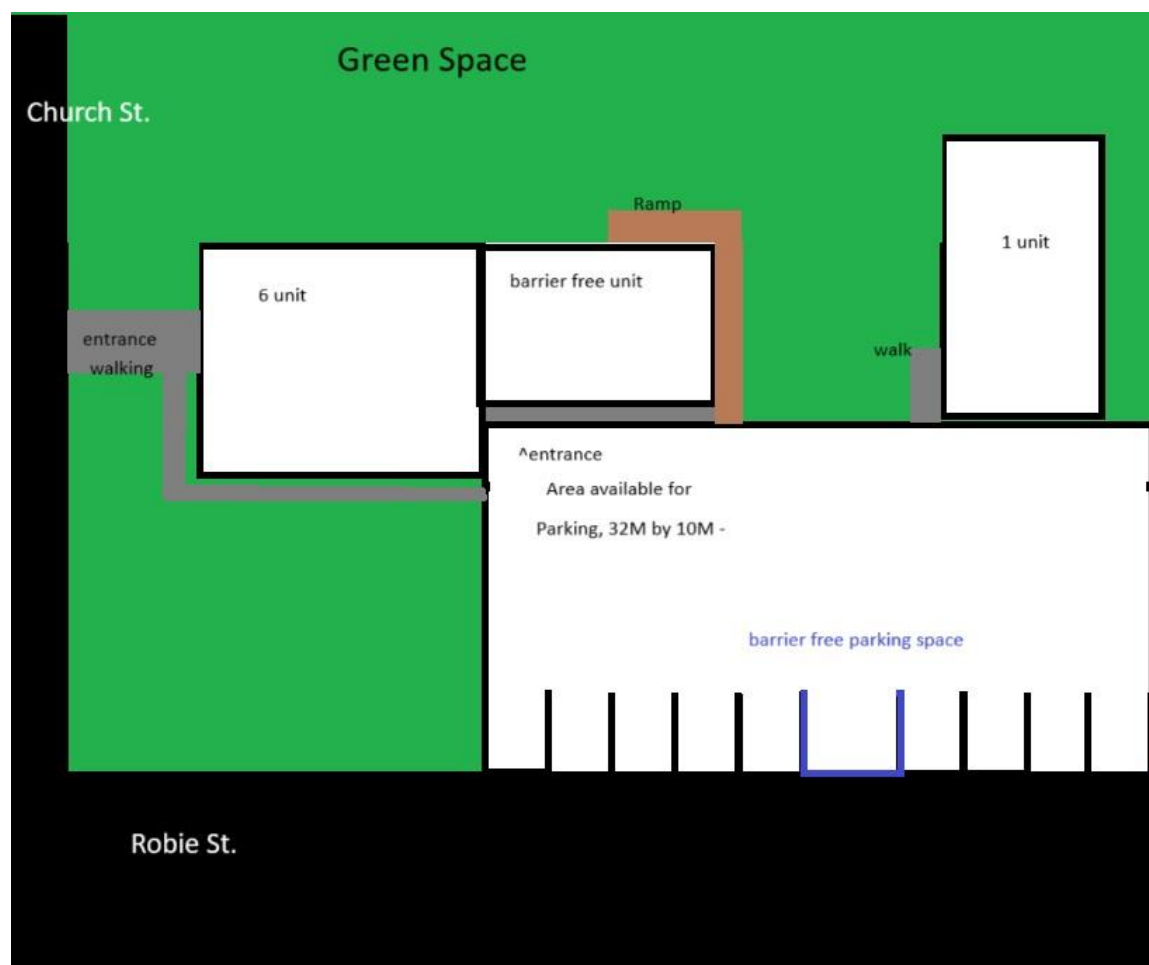 Green Space
Church St.
Ramp
1 unit
6 unit
barrier free unit
entrance
walking
walk
^entrance
Area available for
Parking, 32M by 10M -
barrier free parking space
Robie St.